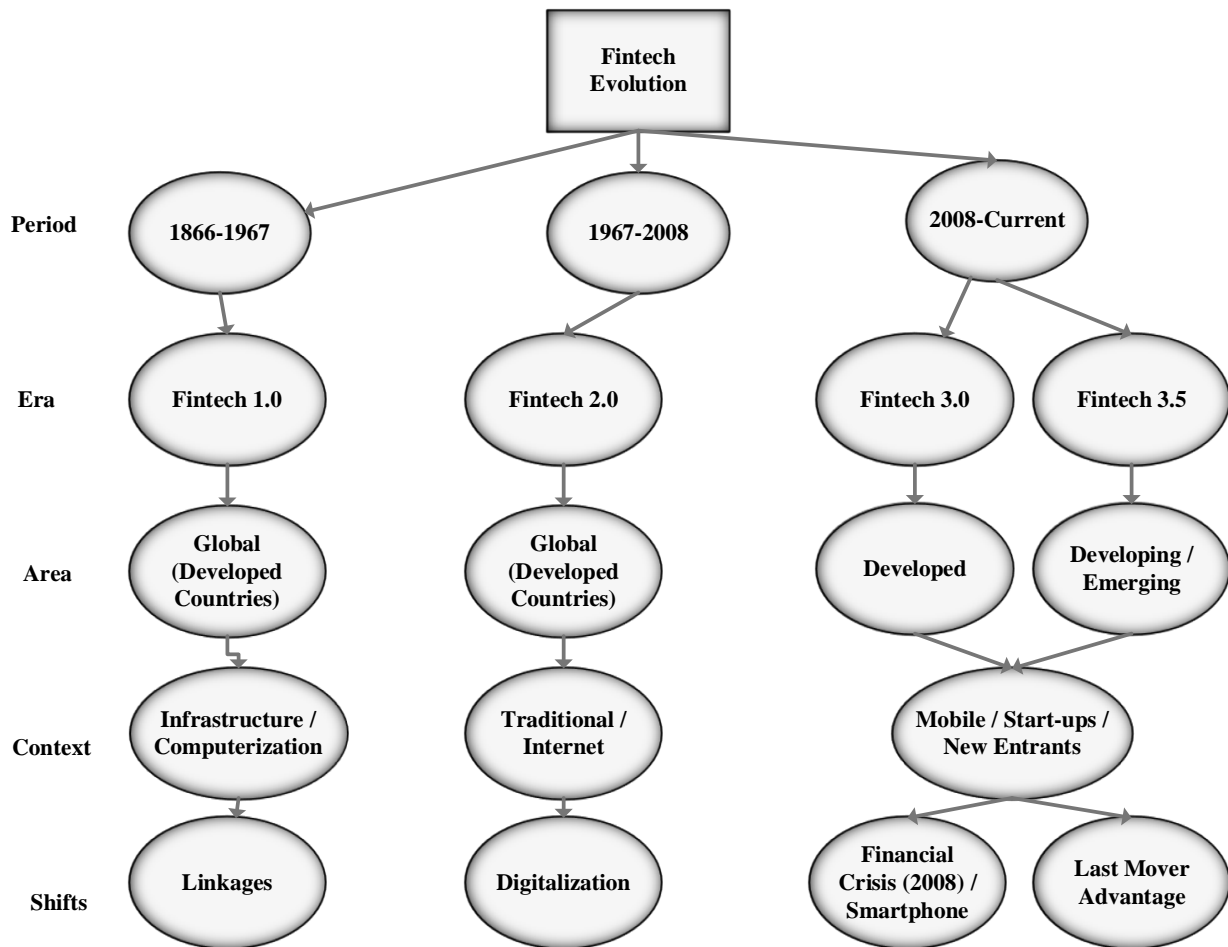 Fintech
Evolution
Period
1866-1967
1967-2008
2008-Current
Era
Fintech 1.0
Fintech 2.0
Fintech 3.0
Fintech 3.5
Area
Global
(Developed
Countries)
Global
(Developed
Countries)
Developed
Developing /
Emerging
Context
Infrastructure /
Computerization
Traditional /
Internet
Mobile / Start-ups /
New Entrants
Shifts
Linkages
Digitalization
Financial
Crisis (2008) /
Smartphone
Last Mover
Advantage